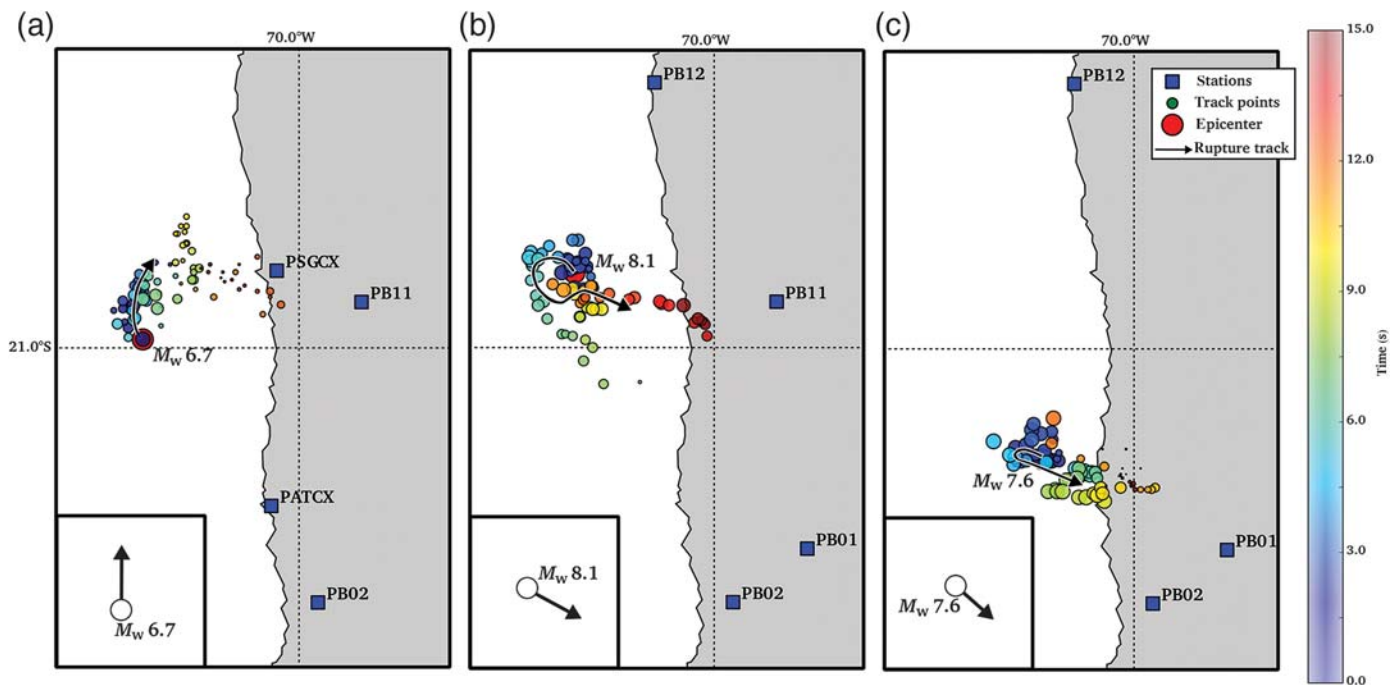 (a)
70.0°W
PSGCX
PB11
21.0°S
Mw 6.7
PATCX
PB02
Mw 6.7
(b)
70.0°W
PB12
Mw 8.1
PB11
PB01
PB02
Mw 8.1
(c)
70.0°W
PB12
Stations
Track points
Epicenter
Rupture track
Mw 7.6
PB01
PB02
Mw 7.6
15.0
12.0
9.0
6.0
3.0
0.0
Time (s)